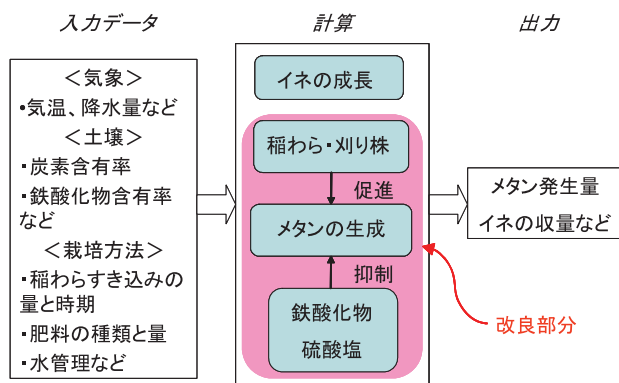 入力データ
計算
出力
＜気象＞
・気温、降水量など
＜土壌＞
・炭素含有率
・鉄酸化物含有率
など
＜栽培方法＞
・稲わらすき込みの
量と時期
・肥料の種類と量
・水管理など
イネの成長
稲わら・刈り株
促進
メタンの生成
抑制
鉄酸化物
硫酸塩
メタン発生量
イネの収量など
改良部分